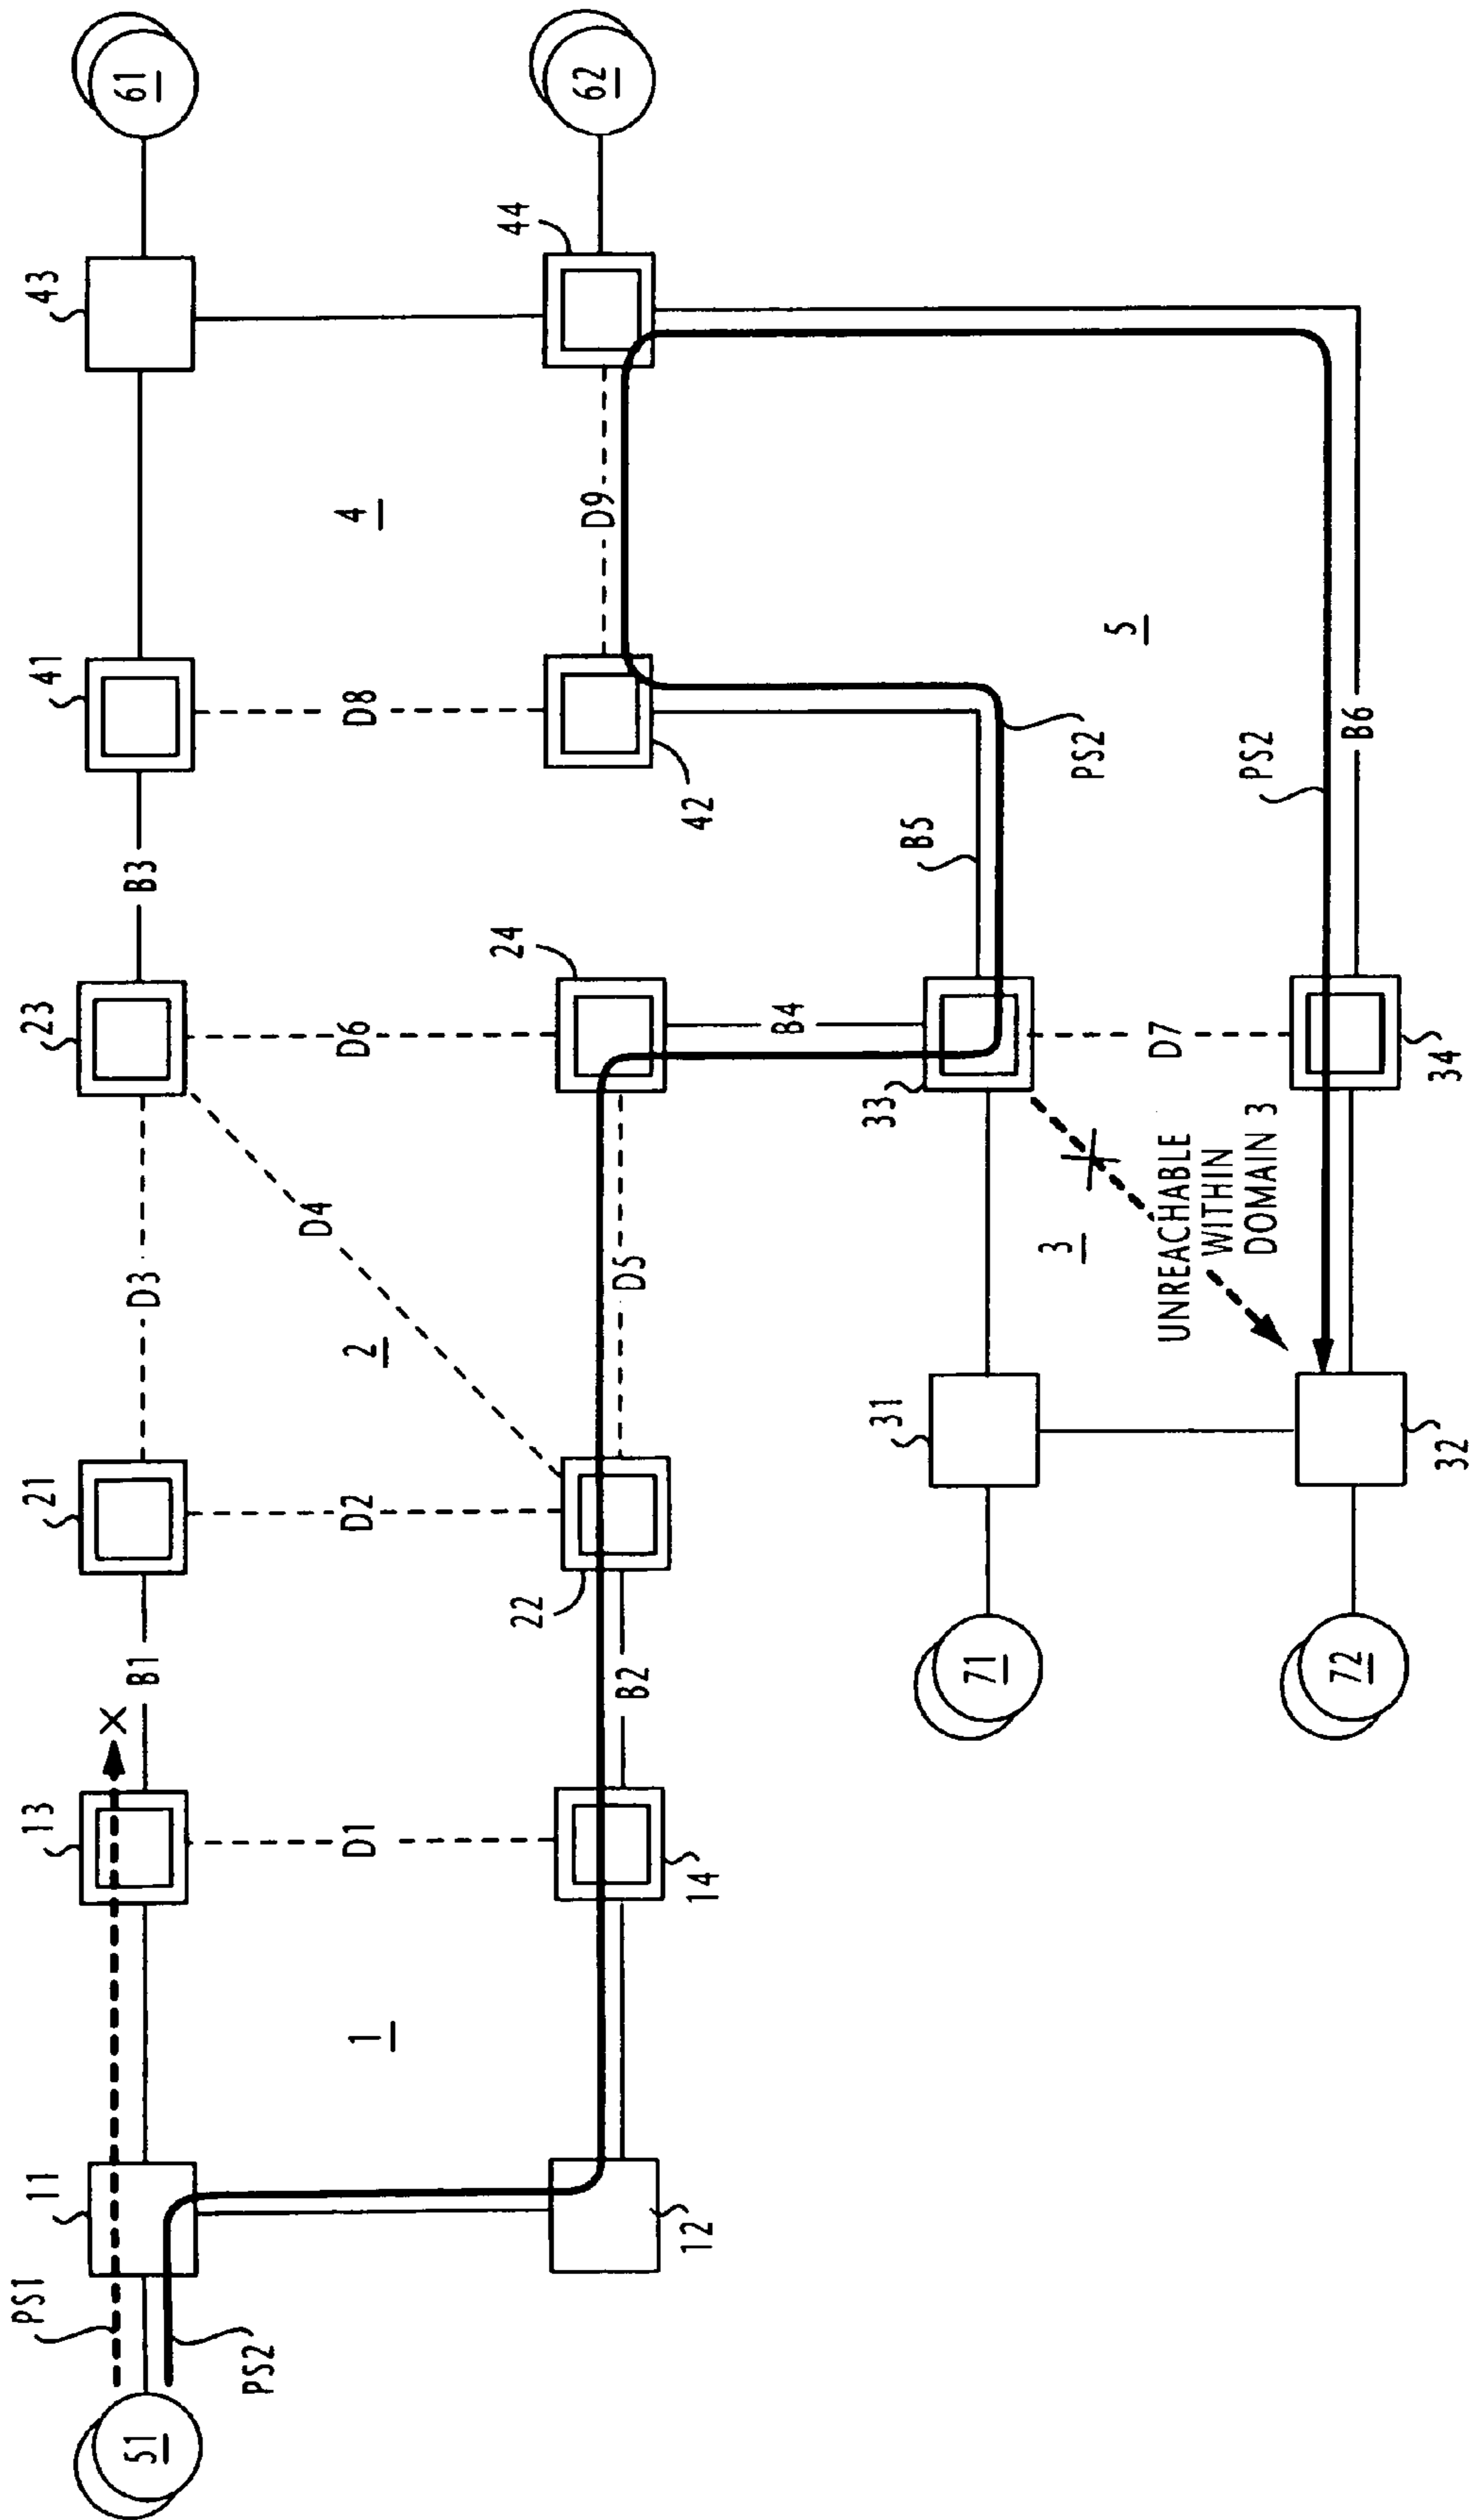 PS1
11
13
21
23
41
43
X
51
B1
D3
B3
61
PS2
D4
1
D1
D2
2
D6
D8
4
22
24
44
D9
62
B2
D5
12
14
42
B4
31
33
B5
71
3
PS2
5
D7
UNREACHABLE
WITHIN
DOMAIN 3
PS2
72
B6
32
34